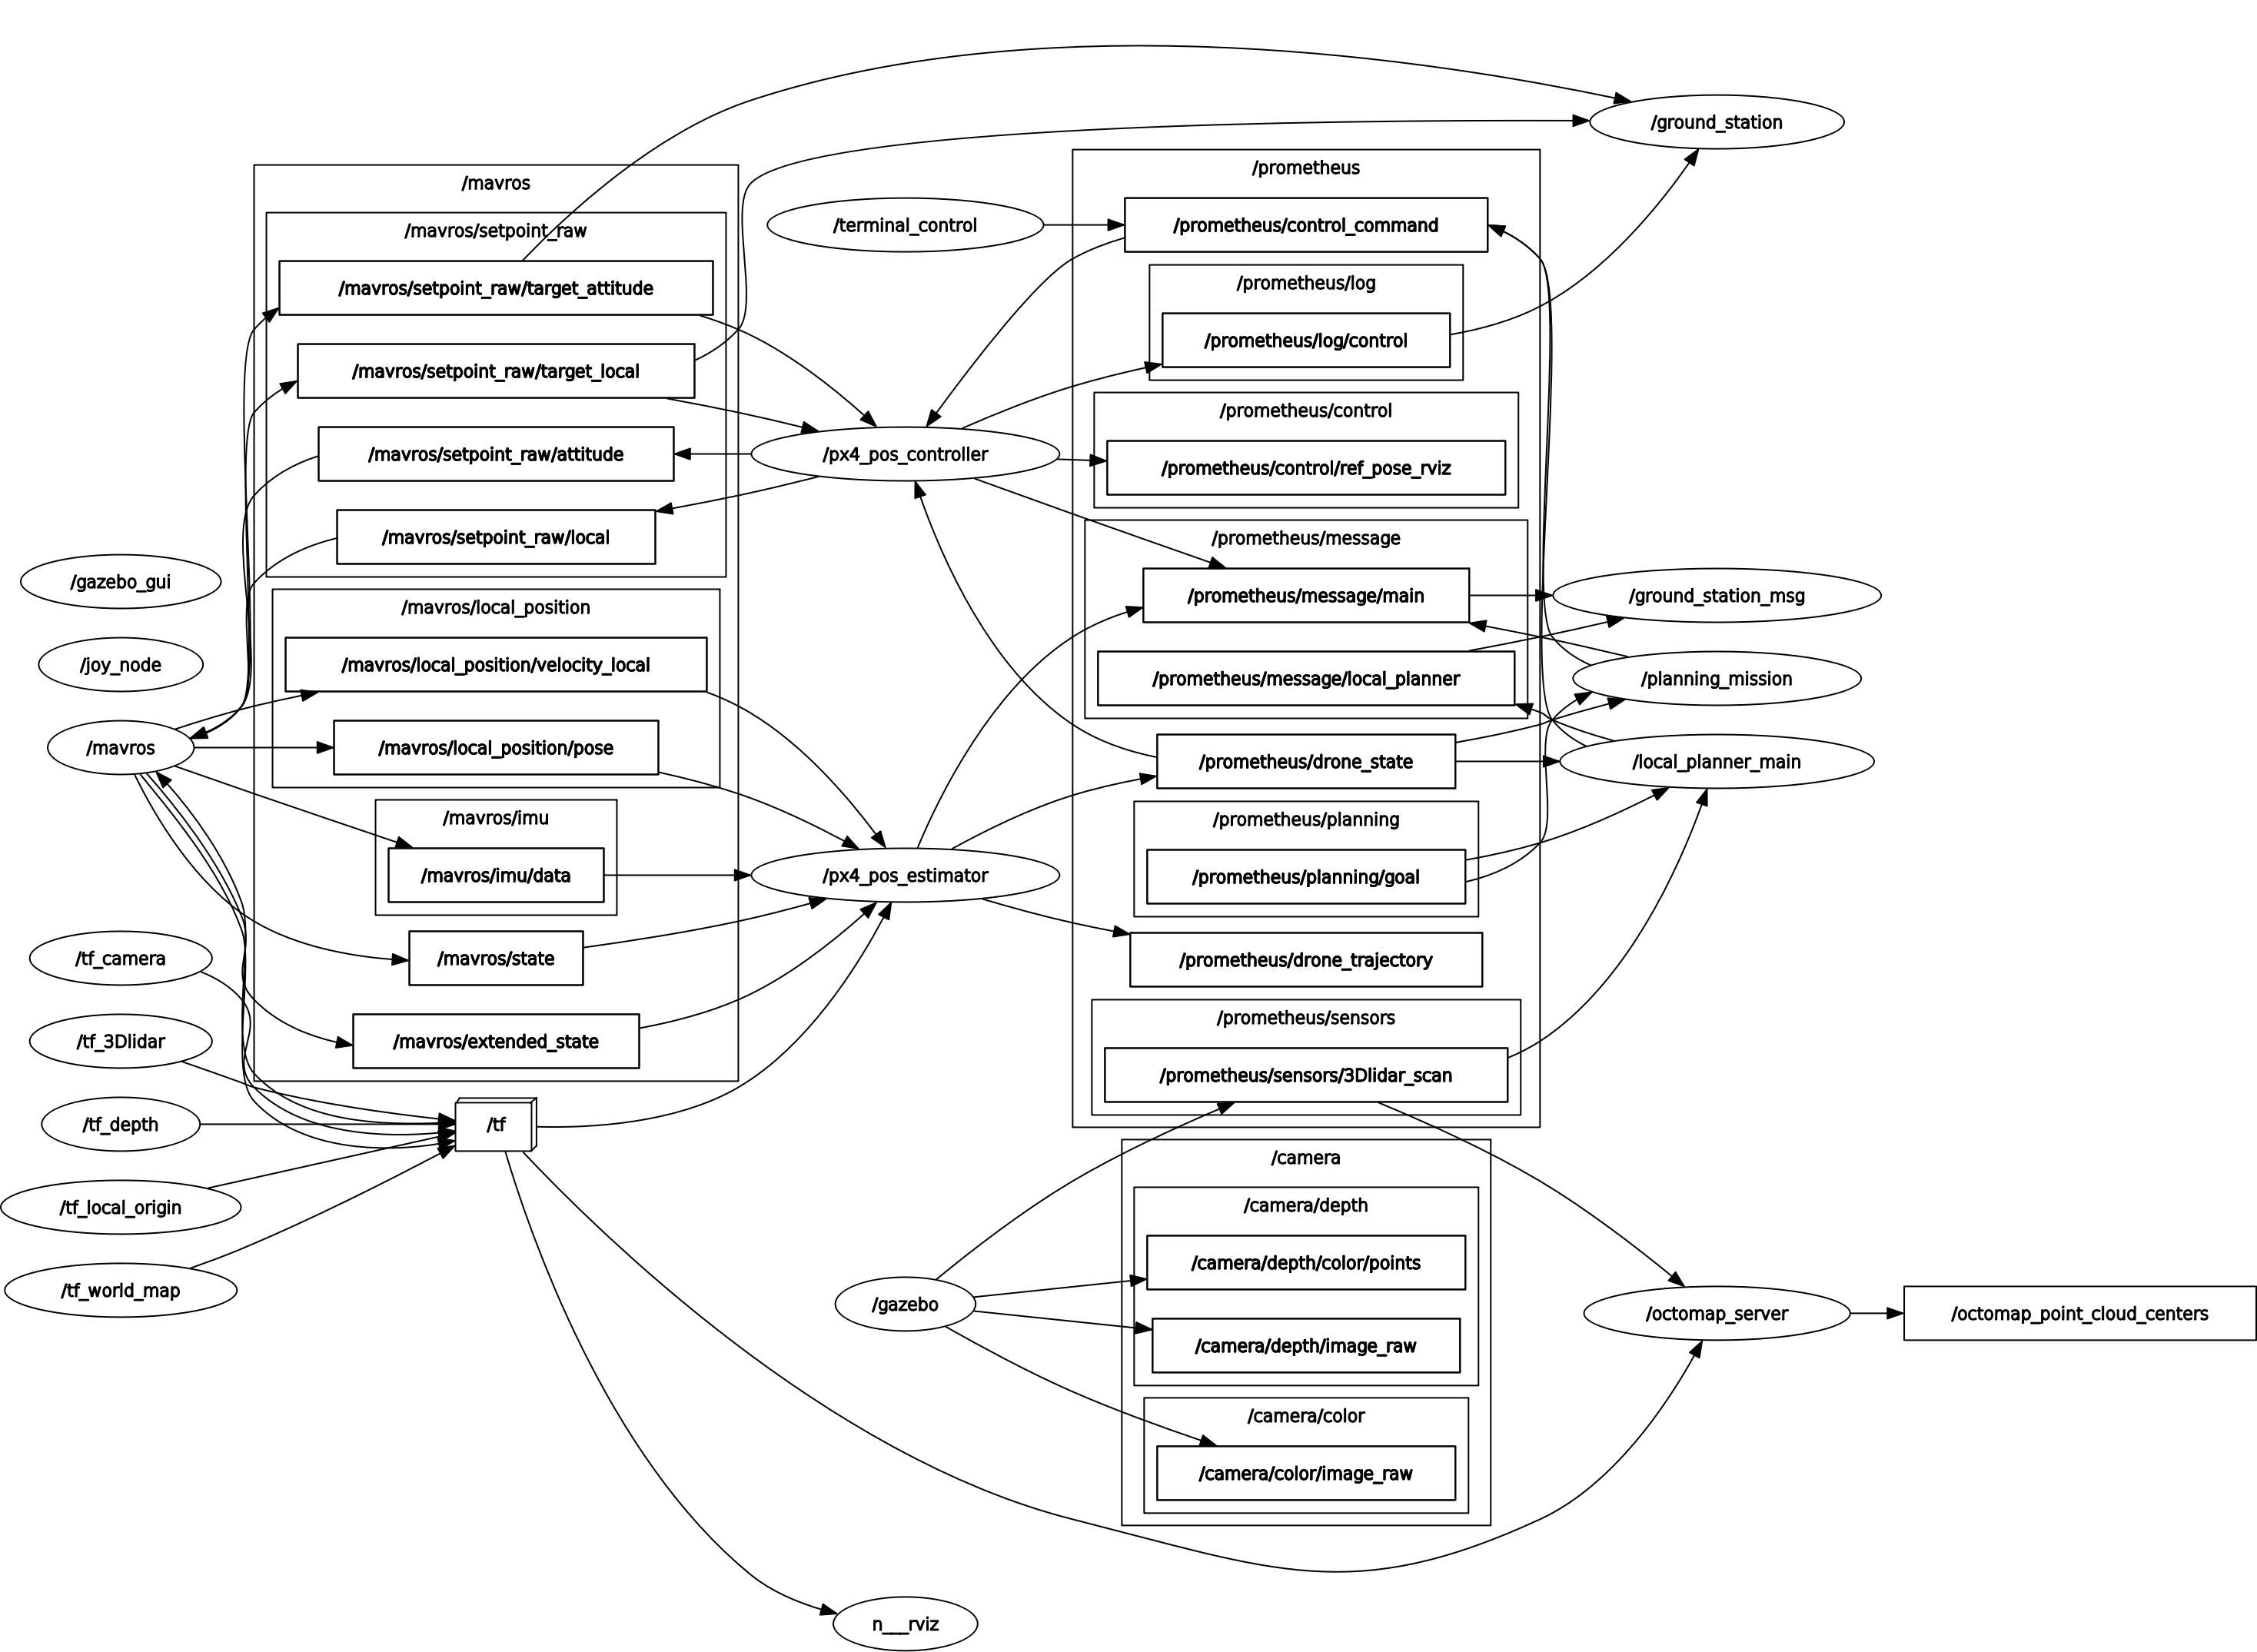 /gazebo_gui
/joy_node
/mavros
/tf_camera
/tf_3Dlidar
/tf_depth
/tf_local_origin
/tf_world_map
/mavros
/mavros/setpoint_raw
/mavros/setpoint_raw/target_attitude
/mavros/setpoint_raw/target_local
/mavros/setpoint_raw/attitude
/mavros/setpoint_raw/local
/mavros/local_position
/mavros/local_position/velocity_local
/mavros/local_position/pose
/mavros/imu
/mavros/imu/data
/mavros/state
/mavros/extended_state
/tf
/terminal_control
/px4_pos_controller
/px4_pos_estimator
/gazebo
n___rviz
/prometheus
/prometheus/control_command
/prometheus/log
/prometheus/log/control
/prometheus/control
/prometheus/control/ref_pose_rviz
/prometheus/message
/prometheus/message/main
/prometheus/message/local_planner
/prometheus/drone_state
/prometheus/planning
/prometheus/planning/goal
/prometheus/drone_trajectory
/prometheus/sensors
/prometheus/sensors/3Dlidar_scan
/camera
/camera/depth
/camera/depth/color/points
/camera/depth/image_raw
/camera/color
/camera/color/image_raw
/ground_station
/ground_station_msg
/planning_mission
/local_planner_main
/octomap_server
/octomap_point_cloud_centers